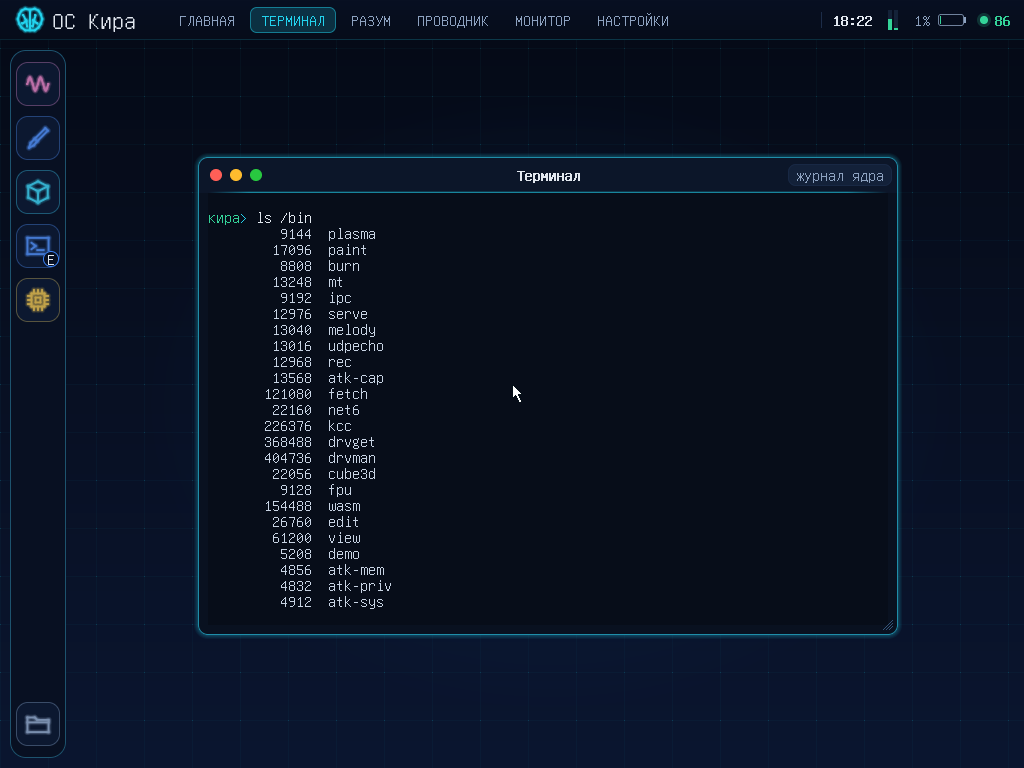 ОС Кира ГЛАВНАЯ ТЕРМИНАЛ РАЗУМ ПРОВОДНИК МОНИТОР НАСТРОЙКИ 18:22 1% 86
Терминал журнал ядра
кира> ls /bin
9144 plasma
17096 paint
8808 burn
13248 mt
9192 ipc
12976 serve
13040 melody
13016 udpecho
12968 rec
13568 atk-cap
121080 fetch
22160 net6
226376 kcc
368488 drvget
404736 drvman
22056 cube3d
9128 fpu
154488 wasm
26760 edit
61200 view
5208 demo
4856 atk-mem
4832 atk-priv
4912 atk-sys
E